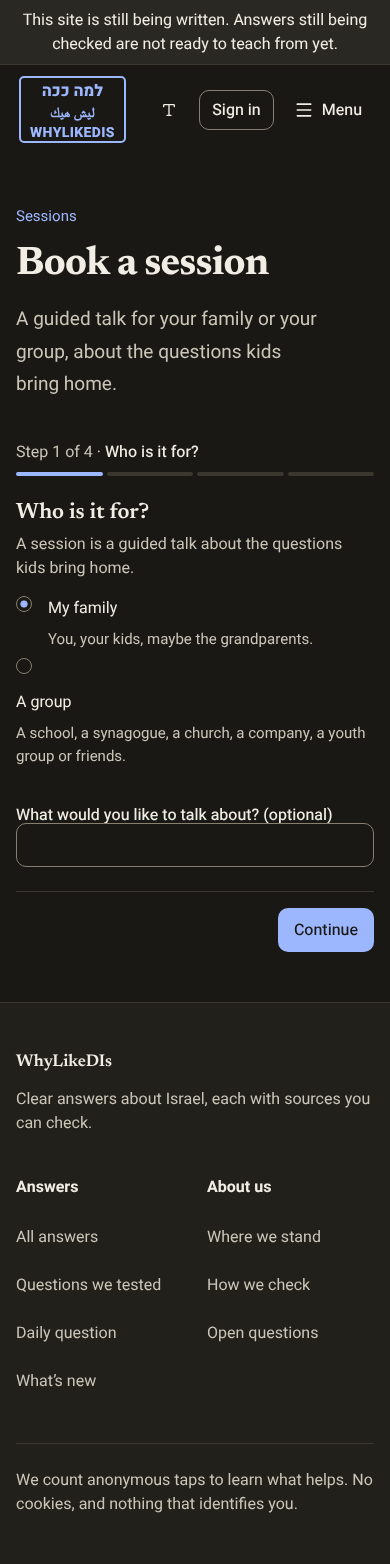 This site is still being written. Answers still being
checked are not ready to teach from yet.
למה ככה
ليش هيك
WHYLIKEDIS
T
Sign in
Menu
Sessions
Book a session
A guided talk for your family or your
group, about the questions kids
bring home.
Step 1 of 4 · Who is it for?
Who is it for?
A session is a guided talk about the questions
kids bring home.
My family
You, your kids, maybe the grandparents.
A group
A school, a synagogue, a church, a company, a youth
group or friends.
What would you like to talk about? (optional)
Continue
WhyLikeDIs
Clear answers about Israel, each with sources you
can check.
Answers
About us
All answers
Where we stand
Questions we tested
How we check
Daily question
Open questions
What’s new
We count anonymous taps to learn what helps. No
cookies, and nothing that identifies you.